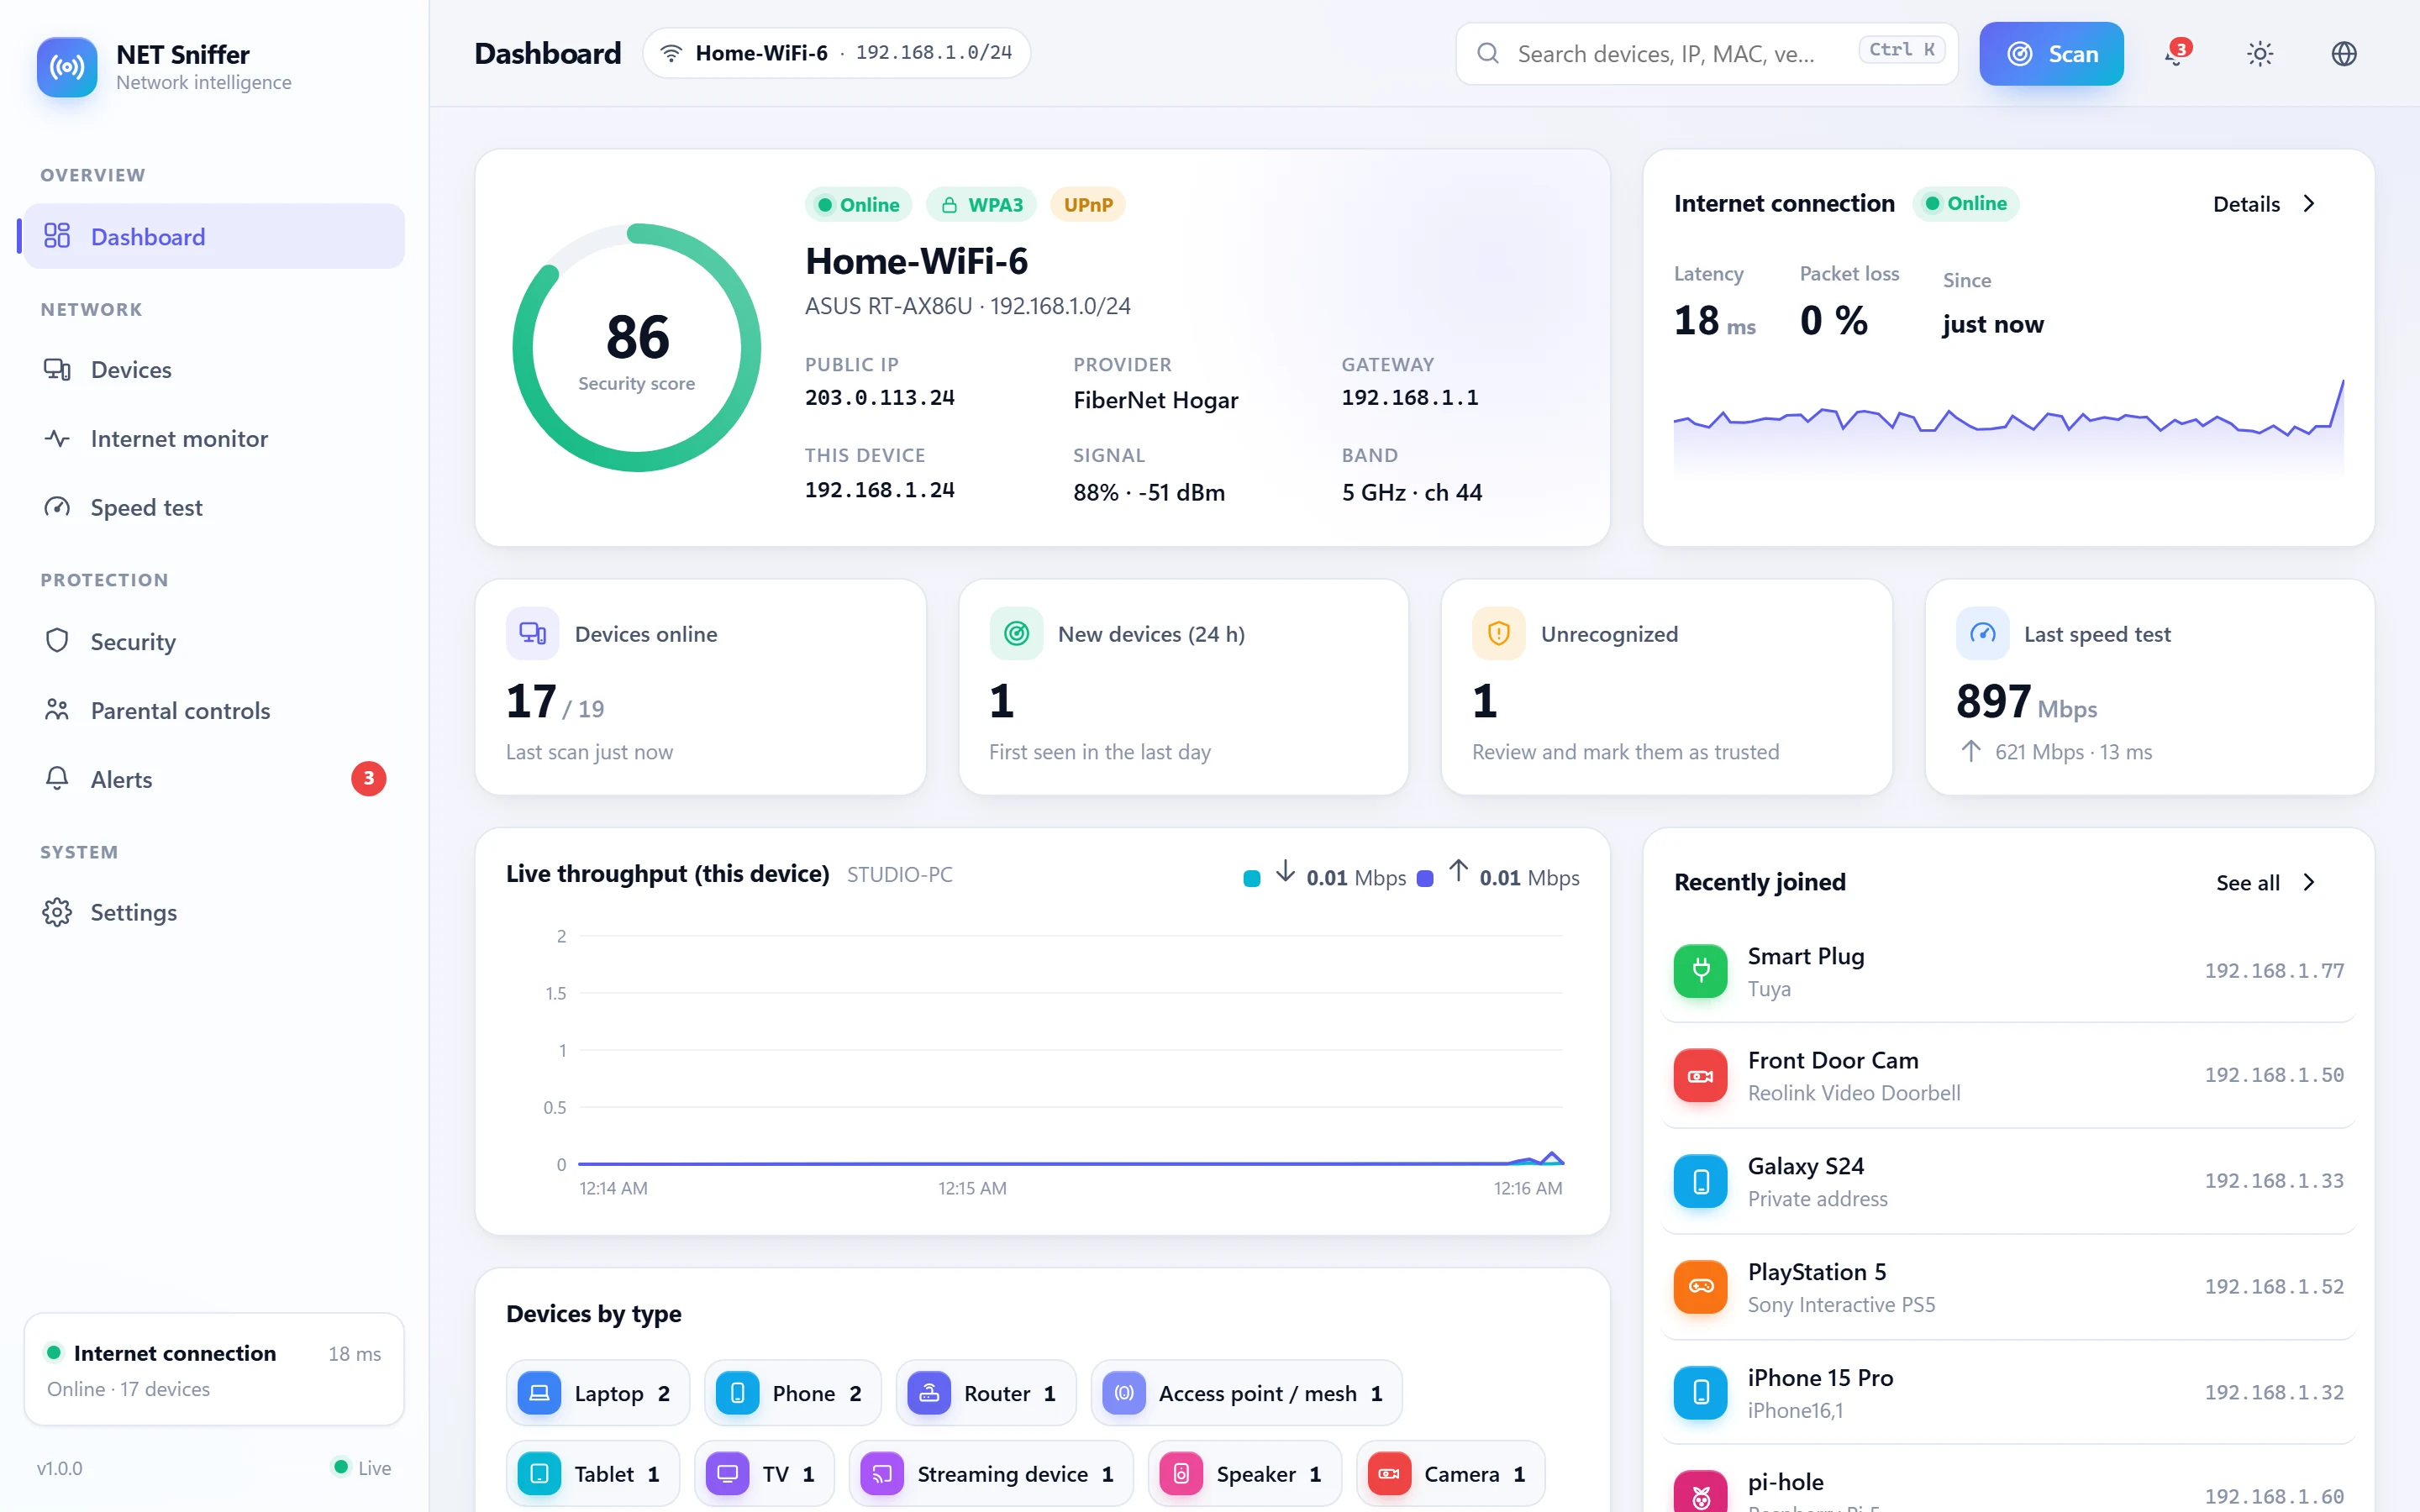 NET Sniffer
Network intelligence
OVERVIEW
Dashboard
NETWORK
Devices
Internet monitor
Speed test
PROTECTION
Security
Parental controls
Alerts 3
SYSTEM
Settings
Internet connection 18 ms
Online · 17 devices
v1.0.0 Live
Dashboard Home-WiFi-6 · 192.168.1.0/24
Search devices, IP, MAC, ve... Ctrl K
Scan
3
Online WPA3 UPnP
Home-WiFi-6
ASUS RT-AX86U · 192.168.1.0/24
86
Security score
PUBLIC IP PROVIDER GATEWAY
203.0.113.24 FiberNet Hogar 192.168.1.1
THIS DEVICE SIGNAL BAND
192.168.1.24 88% · -51 dBm 5 GHz · ch 44
Internet connection Online Details
Latency Packet loss Since
18 ms 0 % just now
Devices online
17 / 19
Last scan just now
New devices (24 h)
1
First seen in the last day
Unrecognized
1
Review and mark them as trusted
Last speed test
897 Mbps
621 Mbps · 13 ms
Live throughput (this device) STUDIO-PC 0.01 Mbps 0.01 Mbps
2
1.5
1
0.5
0
12:14 AM 12:15 AM 12:16 AM
Devices by type
Laptop 2 Phone 2 Router 1 Access point / mesh 1
Tablet 1 TV 1 Streaming device 1 Speaker 1 Camera 1
Recently joined See all
Smart Plug
Tuya
192.168.1.77
Front Door Cam
Reolink Video Doorbell
192.168.1.50
Galaxy S24
Private address
192.168.1.33
PlayStation 5
Sony Interactive PS5
192.168.1.52
iPhone 15 Pro
iPhone16,1
192.168.1.32
pi-hole
192.168.1.60